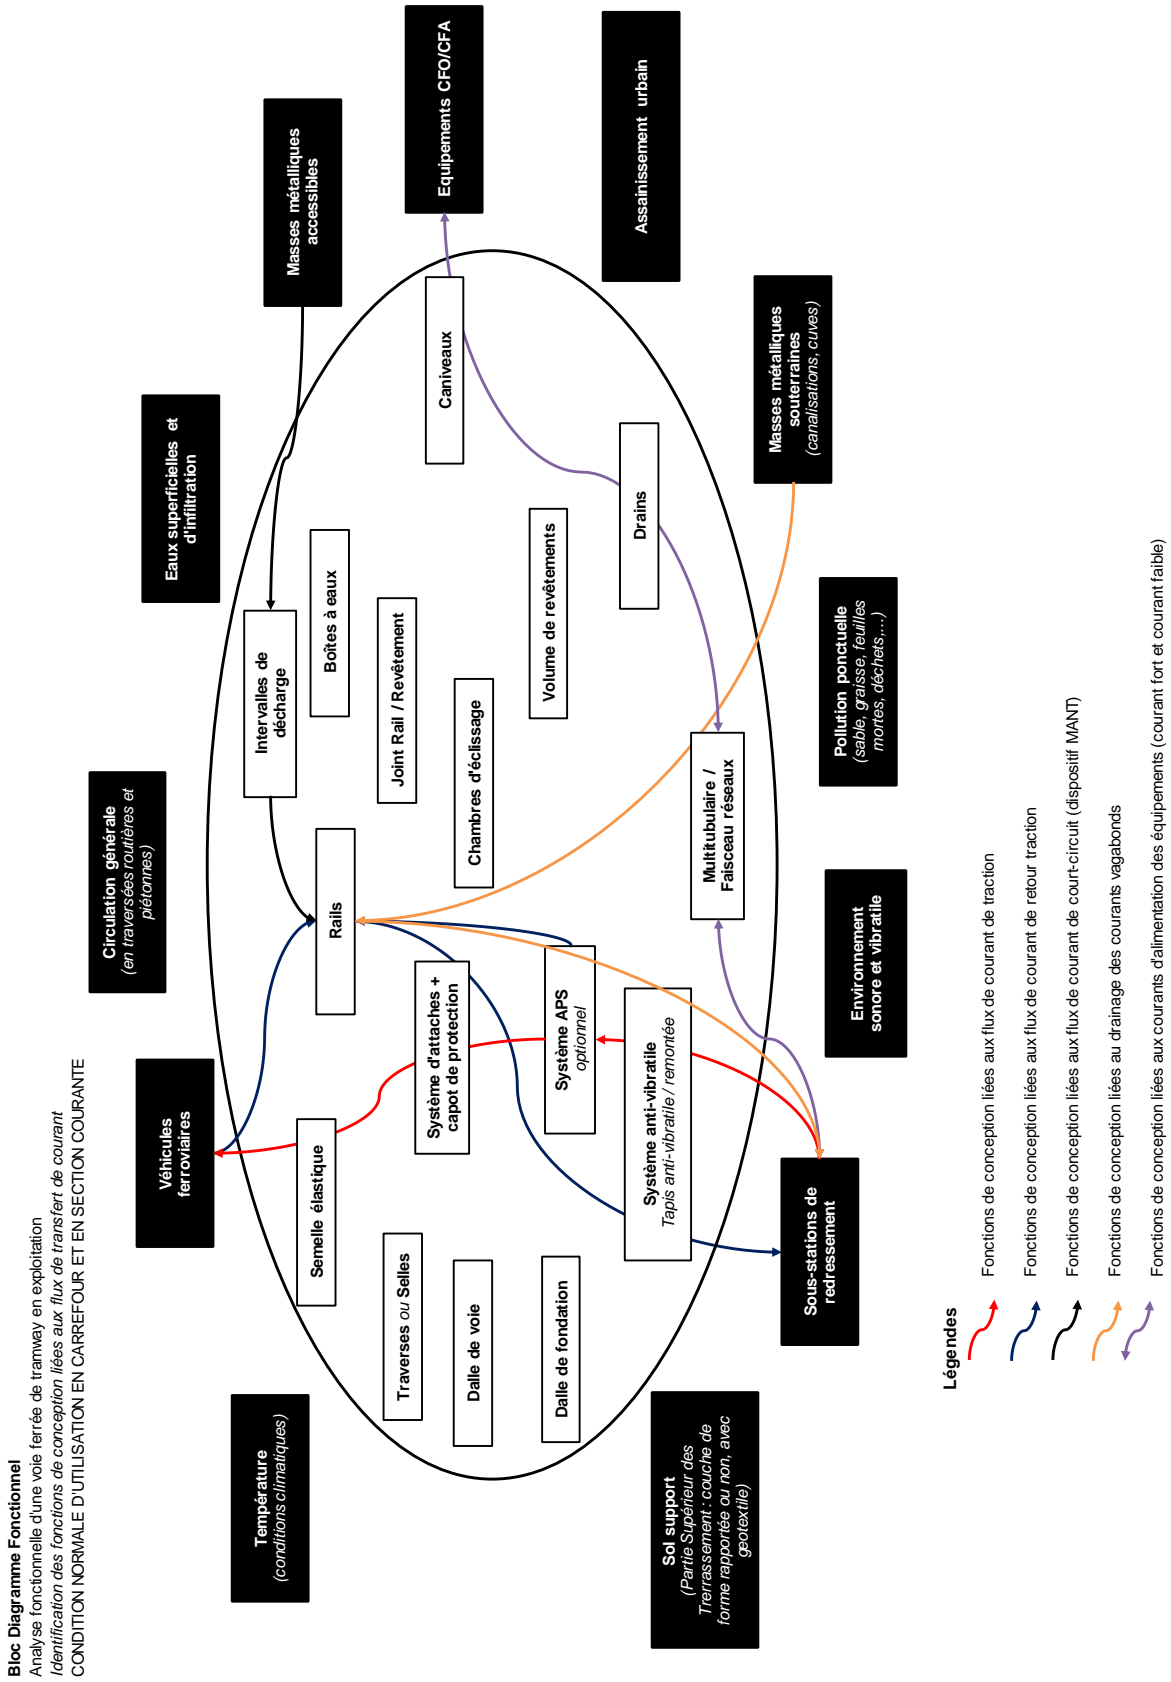 Bloc Diagramme Fonctionnel
Analyse fonctionnelle d'une voie ferrée de tramway en exploitation
Identification des fonctions de conception liées aux flux de transfert de courant
CONDITION NORMALE D'UTILISATION EN CARREFOUR ET EN SECTION COURANTE
Température
(conditions climatiques)
Véhicules
ferroviaires
Circulation générale
(en traversées routières et
piétonnes)
Eaux superficielles et
d'infiltration
Masses métalliques
accessibles
Equipements CFO/CFA
Assainissement urbain
Semelle élastique
Rails
Intervalles de
décharge
Boîtes à eaux
Traverses ou Selles
Système d'attaches +
capot de protection
Joint Rail / Revêtement
Caniveaux
Dalle de voie
Chambres d'éclissage
Dalle de fondation
Système APS
optionnel
Volume de revêtements
Système anti-vibratile
Tapis anti-vibratile / remontée
Drains
Multitubulaire /
Faisceau réseaux
Sol support
(Partie Supérieur des
Trerrassement : couche de
forme rapportée ou non, avec
geotextile)
Sous-stations de
redressement
Environnement
sonore et vibratile
Pollution ponctuelle
(sable, graisse, feuilles
mortes, déchets,...)
Masses métalliques
souterraines
(canalisations, cuves)
Légendes
Fonctions de conception liées aux flux de courant de traction
Fonctions de conception liées aux flux de courant de retour traction
Fonctions de conception liées aux flux de courant de court-circuit (dispositif MANT)
Fonctions de conception liées au drainage des courants vagabonds
Fonctions de conception liées aux courants d'alimentation des équipements (courant fort et courant faible)